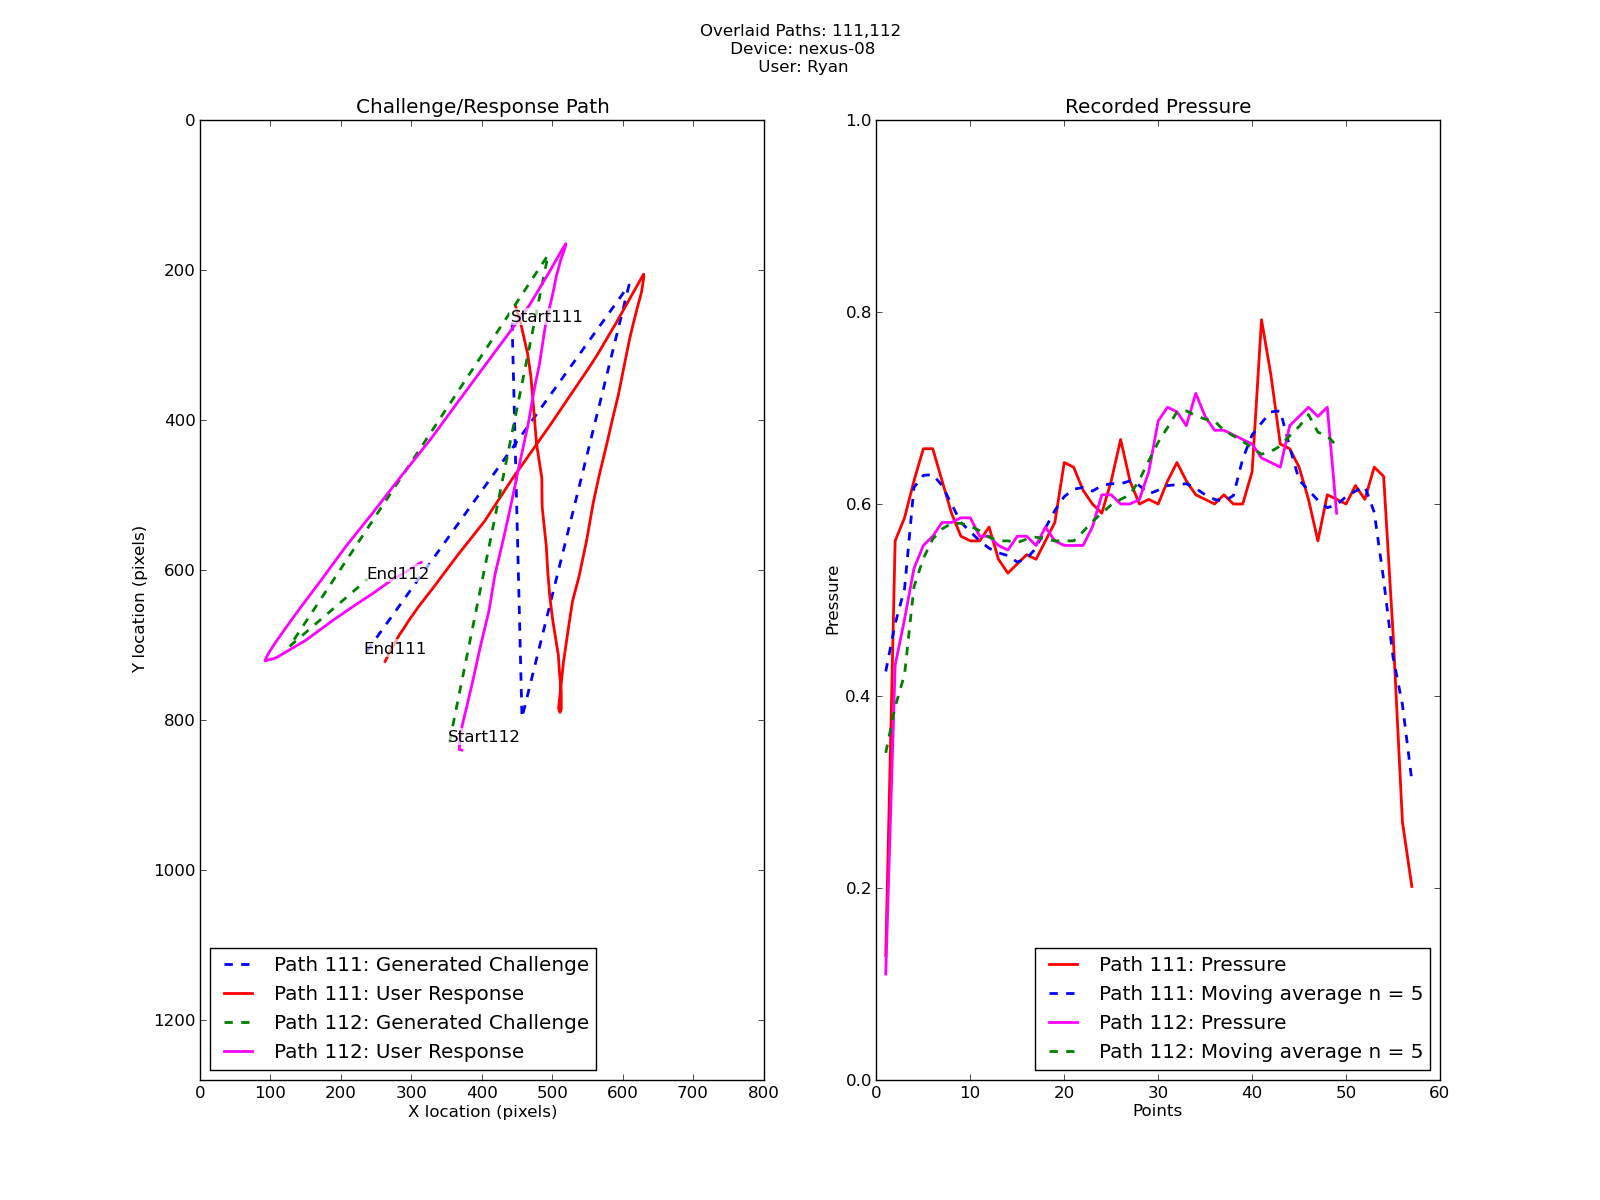 Overlaid Paths: 111,112
Device: nexus-08
User: Ryan
Challenge/Response Path
0
200
400
600
800
1000
1200
Y location (pixels)
Start111
End112
End111
Start112
Path 111: Generated Challenge
Path 111: User Response
Path 112: Generated Challenge
Path 112: User Response
0 100 200 300 400 500 600 700 800
X location (pixels)
Recorded Pressure
1.0
0.8
0.6
0.4
0.2
0.0
Pressure
Path 111: Pressure
Path 111: Moving average n = 5
Path 112: Pressure
Path 112: Moving average n = 5
0 10 20 30 40 50 60
Points